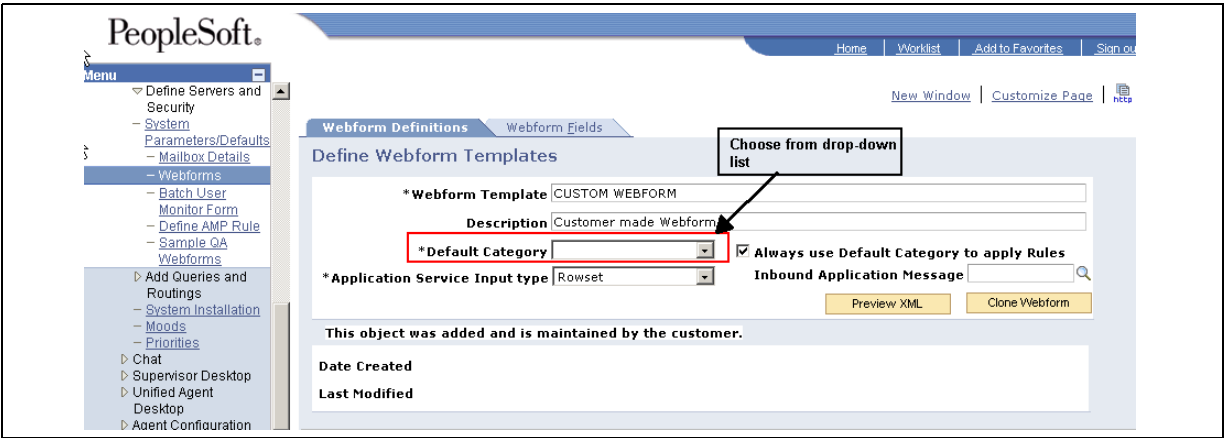 PeopleSoft®
Home | Worklist | Add to Favorites | Sign ou
Menu
Define Servers and
Security
– System
Parameters/Defaults
– Mailbox Details
– Webforms
– Batch User
Monitor Form
– Define AMP Rule
– Sample QA
Webforms
Add Queries and
Routings
– System Installation
– Moods
– Priorities
Chat
Supervisor Desktop
Unified Agent
Desktop
Agent Configuration
New Window | Customize Page | http
Webform Definitions Webform Fields
Define Webform Templates
Choose from drop-down
list
*Webform Template CUSTOM WEBFORM
Description Customer made Webform
*Default Category Always use Default Category to apply Rules
*Application Service Input type Rowset Inbound Application Message
Preview XML Clone Webform
This object was added and is maintained by the customer.
Date Created
Last Modified